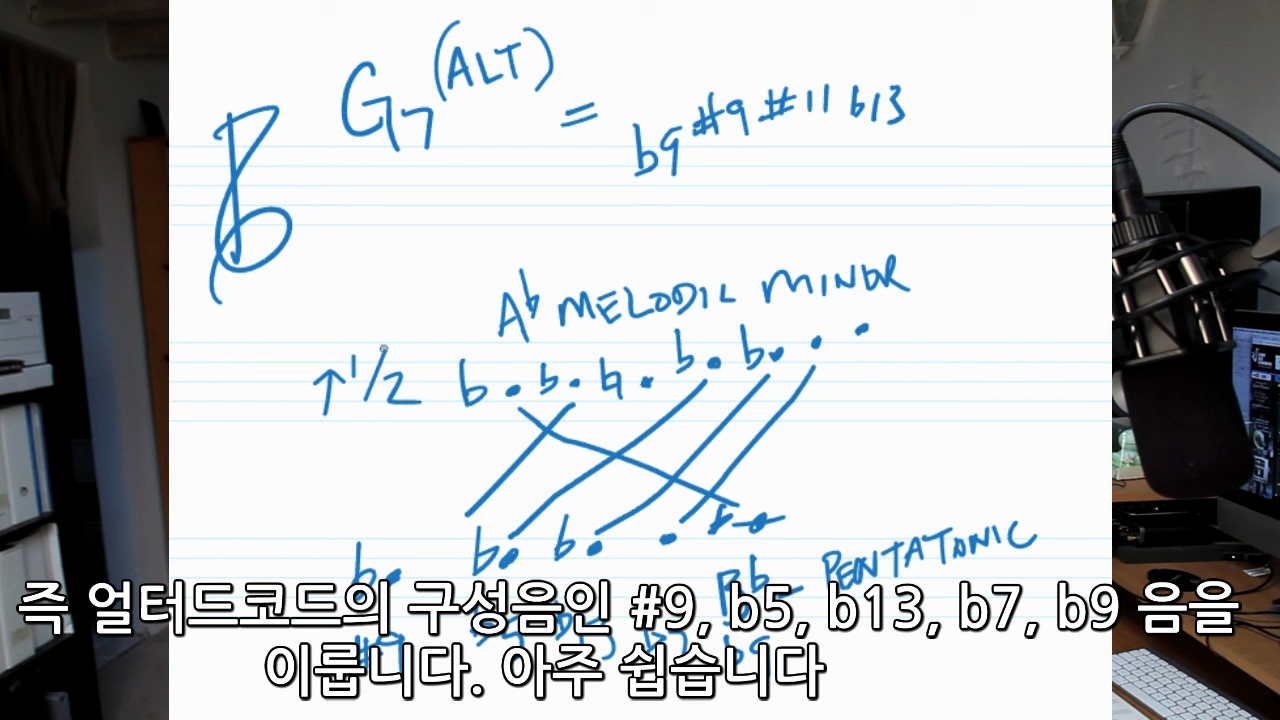 G7(ALT) = b9 #9 #11 b13
Ab MELODIC MINOR
↑ 1/2
PENTATONIC
즉 얼터드코드의 구성음인 #9, b5, b13, b7, b9 음을
이룹니다. 아주 쉽습니다